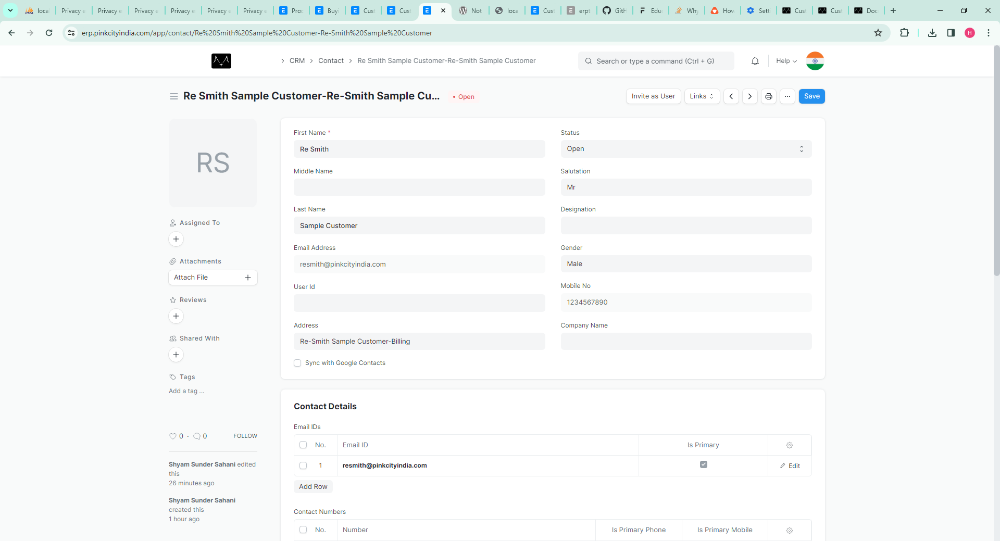 loca
Privacy e
Privacy e
Privacy e
Privacy e
Privacy e
Privacy e
Proc
Buyi
Cust
Cust
Not
loca
Cust
erpt
GitH
Edu
Why
How
Sett
Cust
Cust
Doc
erp.pinkcityindia.com/app/contact/Re%20Smith%20Sample%20Customer-Re-Smith%20Sample%20Customer
H
CRM
Contact
Re Smith Sample Customer-Re-Smith Sample Customer
Search or type a command (Ctrl + G)
Help
Re Smith Sample Customer-Re-Smith Sample Cu...
Open
Invite as User
Links
Save
RS
Assigned To
Attachments
Attach File
Reviews
Shared With
Tags
Add a tag ...
0 · 0
FOLLOW
Shyam Sunder Sahani edited
this
26 minutes ago
Shyam Sunder Sahani
created this
1 hour ago
First Name *
Re Smith
Status
Open
Middle Name
Salutation
Mr
Last Name
Sample Customer
Designation
Email Address
resmith@pinkcityindia.com
Gender
Male
User Id
Mobile No
1234567890
Address
Re-Smith Sample Customer-Billing
Company Name
Sync with Google Contacts
Contact Details
Email IDs
No. Email ID Is Primary
1 resmith@pinkcityindia.com Edit
Add Row
Contact Numbers
No. Number Is Primary Phone Is Primary Mobile